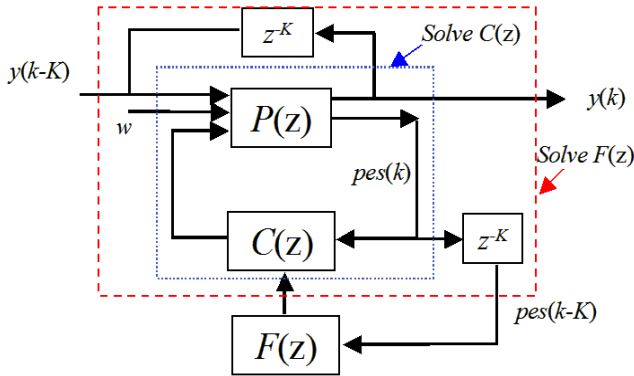 z-K
Solve C(z)
y(k-K)
P(z)
y(k)
w
Solve F(z)
pes(k)
C(z)
z-K
pes(k-K)
F(z)